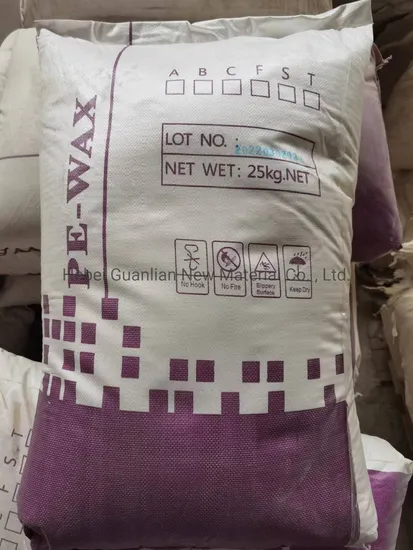 A B C F S T
PE-WAX
LOT NO. :
NET WET: 25kg.NET
No Hook
No Fire
Slippery Surface
Keep Dry
Hebei Guanlian New Material Co., Ltd.